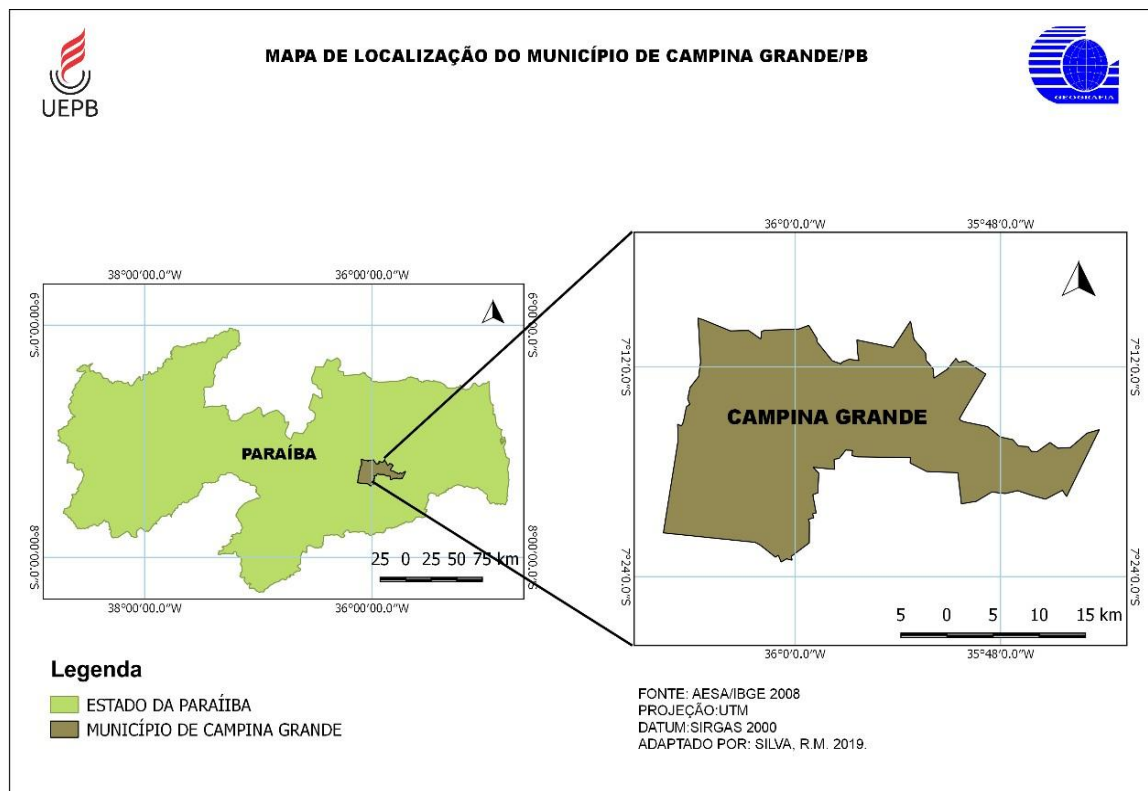 MAPA DE LOCALIZAÇÃO DO MUNICÍPIO DE CAMPINA GRANDE/PB
UEPB
GEOGRAFIA
38°00'00.0"W 36°00'00.0"W
6°00'00.0"S 6°00'00.0"S
PARAÍBA
8°00'00.0"S 8°00'00.0"S
25 0 25 50 75 km
38°00'00.0"W 36°00'00.0"W
36°0'0.0"W 35°48'0.0"W
7°12'0.0"S 7°12'0.0"S
CAMPINA GRANDE
7°24'0.0"S 7°24'0.0"S
5 0 5 10 15 km
36°0'0.0"W 35°48'0.0"W
Legenda
ESTADO DA PARAÍIBA
MUNICÍPIO DE CAMPINA GRANDE
FONTE: AESA/IBGE 2008
PROJEÇÃO:UTM
DATUM:SIRGAS 2000
ADAPTADO POR: SILVA, R.M. 2019.